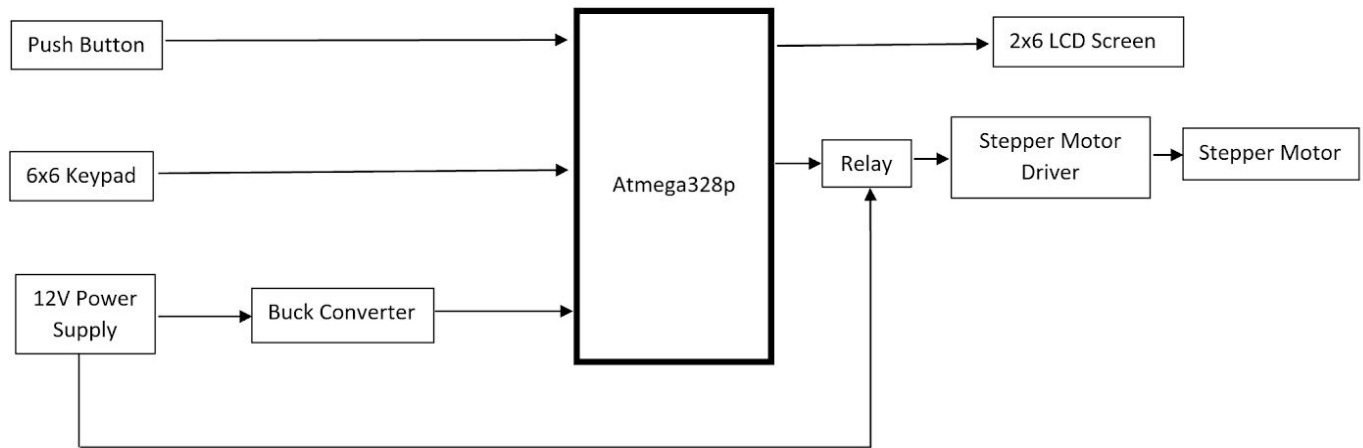 Push Button
2x6 LCD Screen
6x6 Keypad
Atmega328p
Relay
Stepper Motor
Driver
Stepper Motor
12V Power
Supply
Buck Converter